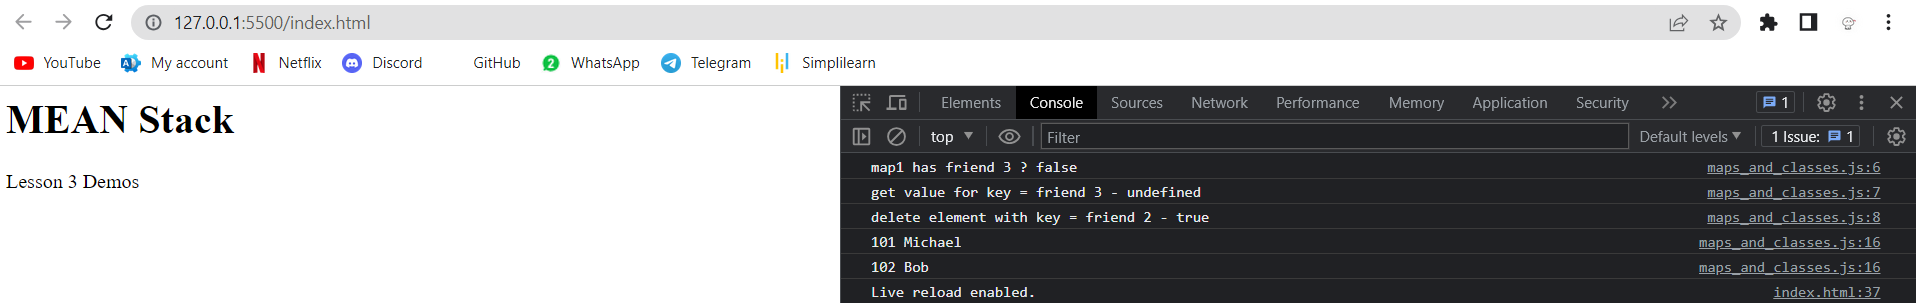 127.0.0.1:5500/index.html
YouTube My account Netflix Discord GitHub 2 WhatsApp Telegram Simplilearn
MEAN Stack
Lesson 3 Demos
Elements Console Sources Network Performance Memory Application Security 1
top Filter Default levels 1 Issue: 1
map1 has friend 3 ? false maps_and_classes.js:6
get value for key = friend 3 - undefined maps_and_classes.js:7
delete element with key = friend 2 - true maps_and_classes.js:8
101 Michael maps_and_classes.js:16
102 Bob maps_and_classes.js:16
Live reload enabled. index.html:37